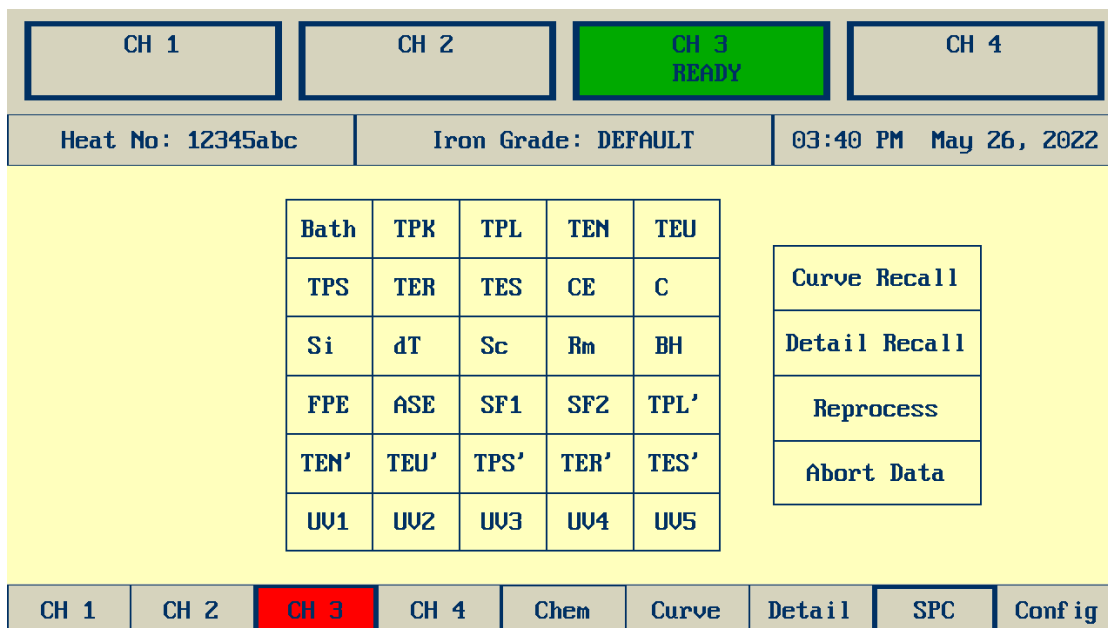 CH 1 CH 2 CH 3 CH 4
READY
Heat No: 12345abc Iron Grade: DEFAULT 03:40 PM May 26, 2022
Bath TPK TPL TEN TEU
TPS TER TES CE C
Si dT Sc Rm BH
FPE ASE SF1 SF2 TPL'
TEN' TEU' TPS' TER' TES'
UV1 UV2 UV3 UV4 UV5
Curve Recall
Detail Recall
Reprocess
Abort Data
CH 1 CH 2 CH 3 CH 4 Chem Curve Detail SPC Config